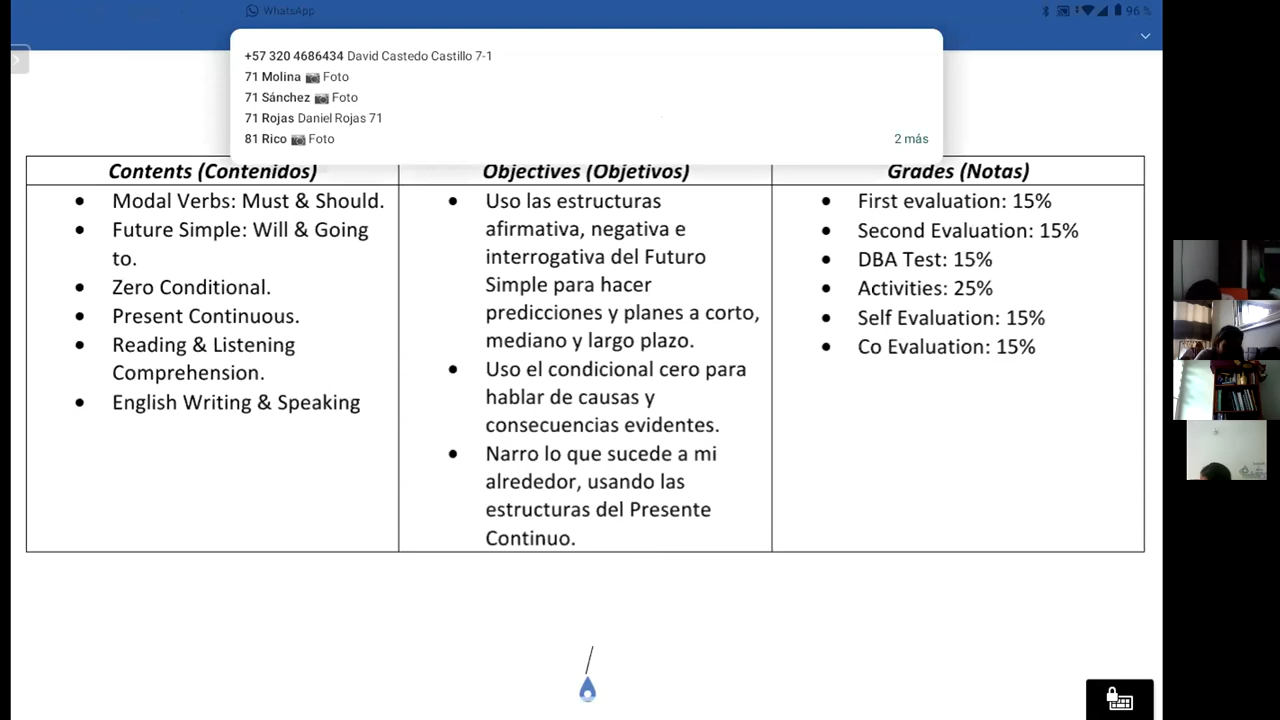 WhatsApp
96 %
+57 320 4686434 David Castedo Castillo 7-1
71 Molina 📷 Foto
71 Sánchez 📷 Foto
71 Rojas Daniel Rojas 71
81 Rico 📷 Foto
2 más
Contents (Contenidos)
• Modal Verbs: Must & Should.
• Future Simple: Will & Going
to.
• Zero Conditional.
• Present Continuous.
• Reading & Listening
Comprehension.
• English Writing & Speaking
Objectives (Objetivos)
• Uso las estructuras
afirmativa, negativa e
interrogativa del Futuro
Simple para hacer
predicciones y planes a corto,
mediano y largo plazo.
• Uso el condicional cero para
hablar de causas y
consecuencias evidentes.
• Narro lo que sucede a mi
alrededor, usando las
estructuras del Presente
Continuo.
Grades (Notas)
• First evaluation: 15%
• Second Evaluation: 15%
• DBA Test: 15%
• Activities: 25%
• Self Evaluation: 15%
• Co Evaluation: 15%